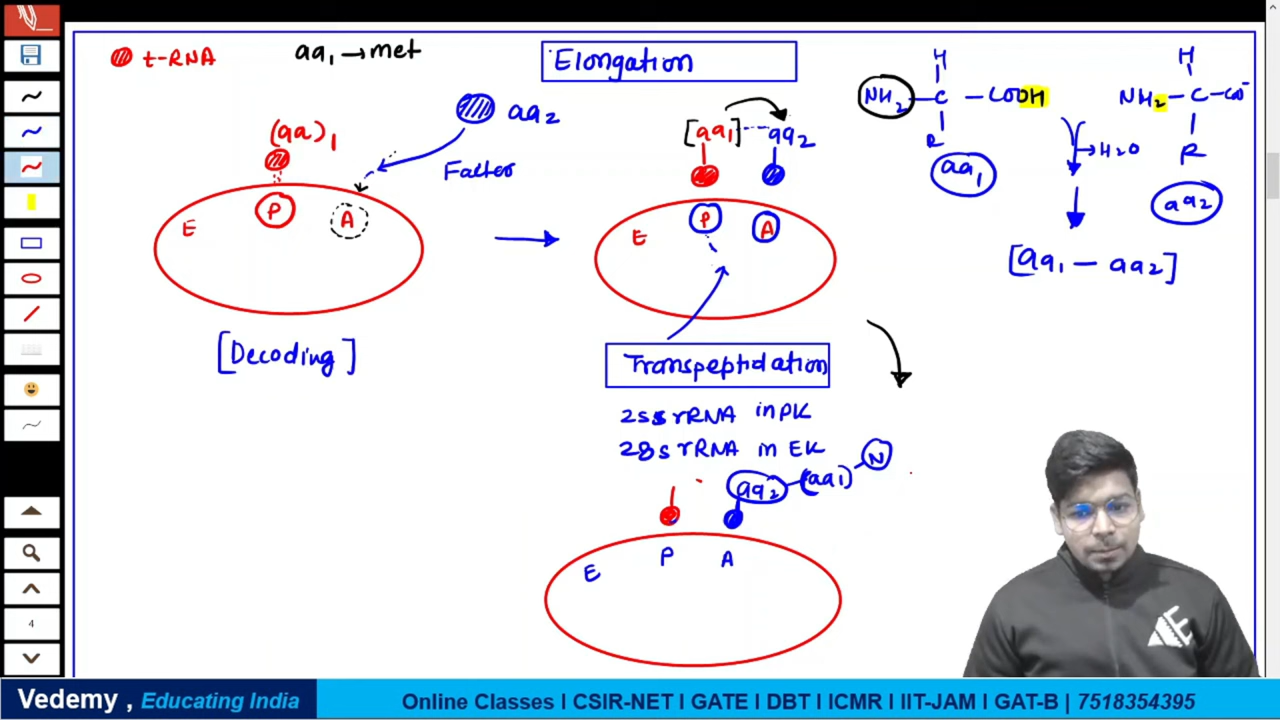 t-RNA
aa1 → met
Elongation
(aa)1
aa2
Factor
E P A
[Decoding]
[aa1] aa2
E P A
Transpeptidation
23s rRNA in PK
28s rRNA in EK
aa2 - (aa1) - N
E P A
H
NH2 - C - COOH
R
aa1
H
NH2 - C - COO-
R
aa2
→ H2O
[aa1 - aa2]
4
Vedemy , Educating India
Online Classes I CSIR-NET I GATE I DBT I ICMR I IIT-JAM I GAT-B | 7518354395